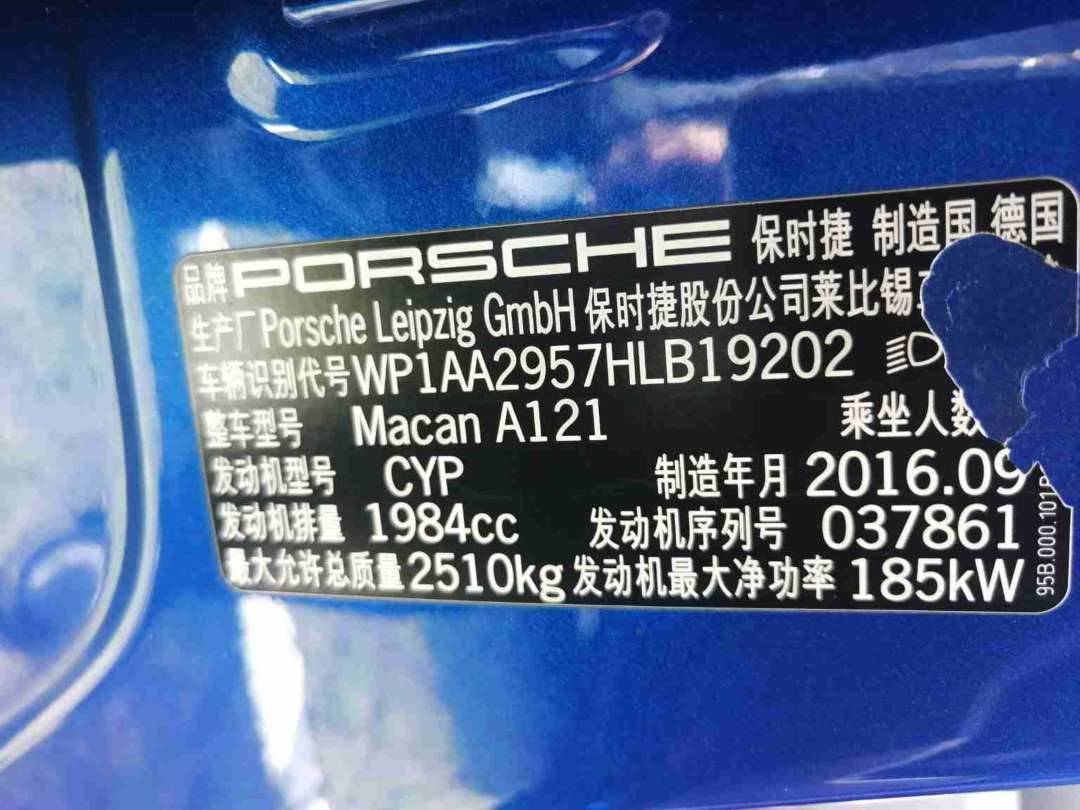 品牌 PORSCHE 保时捷 制造国 德国
生产厂 Porsche Leipzig GmbH 保时捷股份公司莱比锡
车辆识别代号 WP1AA2957HLB19202
整车型号 Macan A121 乘坐人数
发动机型号 CYP 制造年月 2016.09
发动机排量 1984cc 发动机序列号 037861
最大允许总质量 2510kg 发动机最大净功率 185kW
95B.000.101